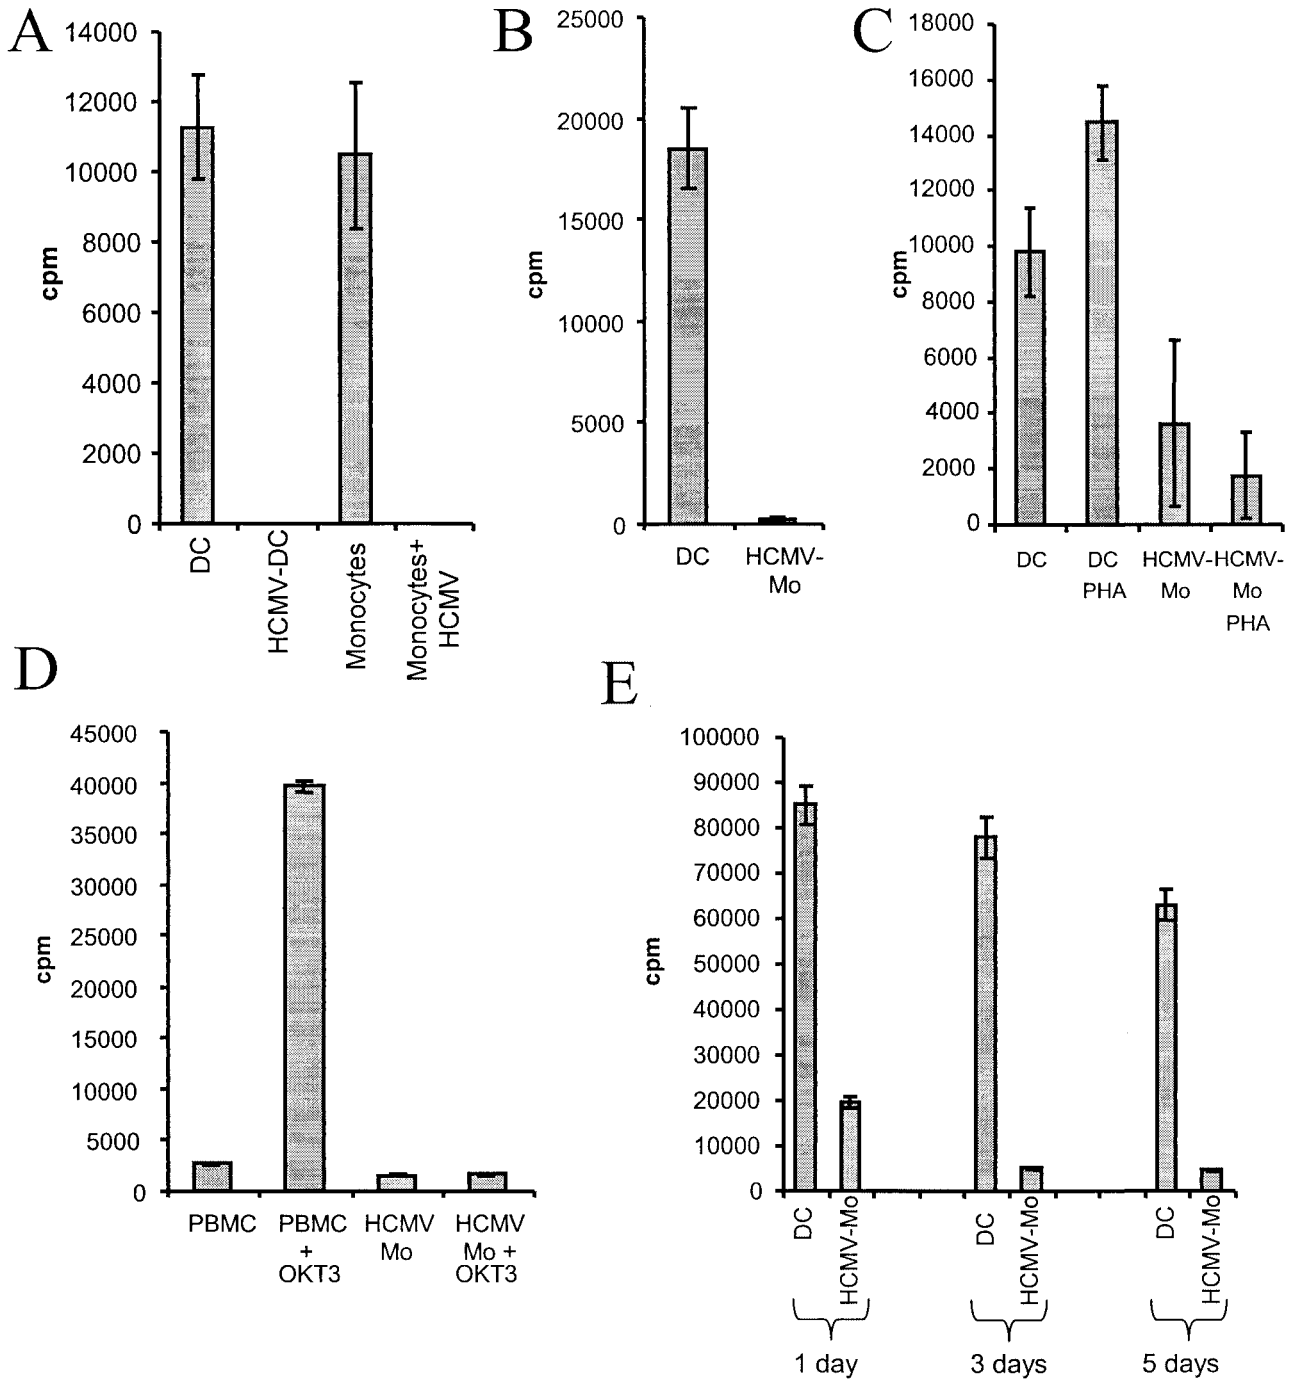 A
14000
12000
10000
8000
6000
4000
2000
0
cpm
DC
HCMV-DC
Monocytes
Monocytes+
HCMV
B
25000
20000
15000
10000
5000
0
cpm
DC
HCMV-
Mo
C
18000
16000
14000
12000
10000
8000
6000
4000
2000
0
cpm
DC
DC
PHA
HCMV-
Mo
HCMV-
Mo
PHA
D
45000
40000
35000
30000
25000
20000
15000
10000
5000
0
cpm
PBMC
PBMC
+
OKT3
HCMV
Mo
HCMV
Mo +
OKT3
E
100000
90000
80000
70000
60000
50000
40000
30000
20000
10000
0
cpm
DC
HCMV-Mo
DC
HCMV-Mo
DC
HCMV-Mo
1 day
3 days
5 days